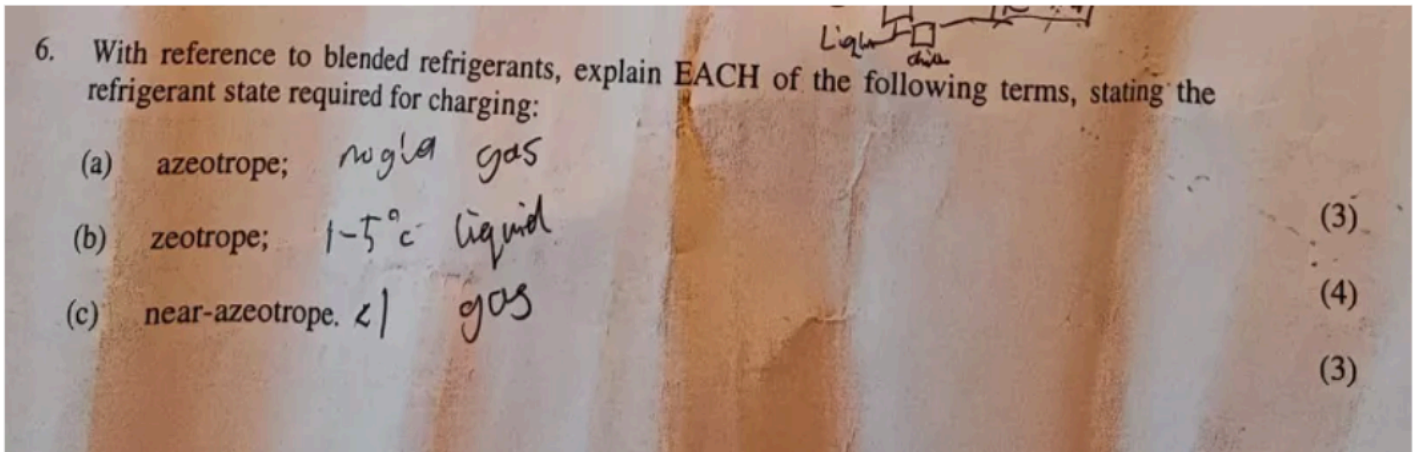 Liqu
6. With reference to blended refrigerants, explain EACH of the following terms, stating the
refrigerant state required for charging:
(a) azeotrope; gas
(3)
(b) zeotrope; 1-5°c liquid
(4)
(c) near-azeotrope. <1 gas
(3)